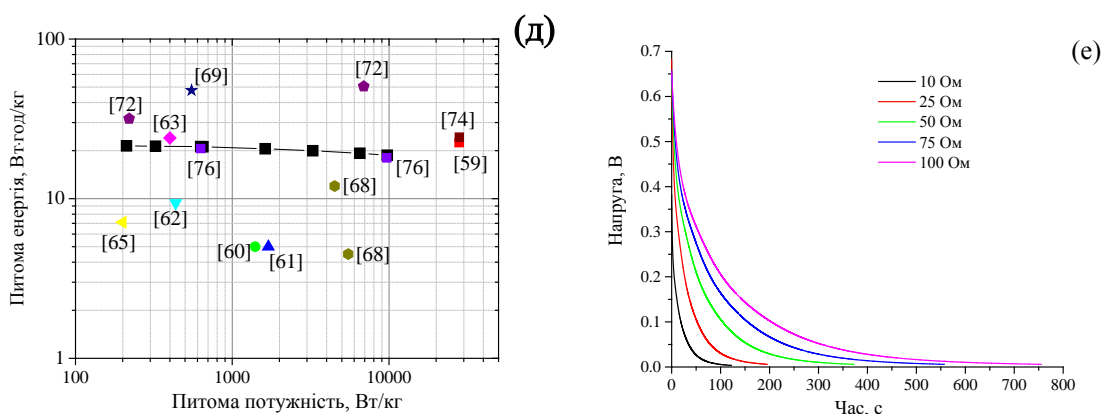 (д)
100
10
1
100
1000
10000
Питома енергія, Вт·год/кг
Питома потужність, Вт/кг
[69]
[72]
[72]
[63]
[74]
[59]
[76]
[76]
[68]
[62]
[65]
[60]
[61]
[68]
(е)
0.7
0.6
0.5
0.4
0.3
0.2
0.1
0.0
Напруга, В
10 Ом
25 Ом
50 Ом
75 Ом
100 Ом
0 100 200 300 400 500 600 700 800
Час, с